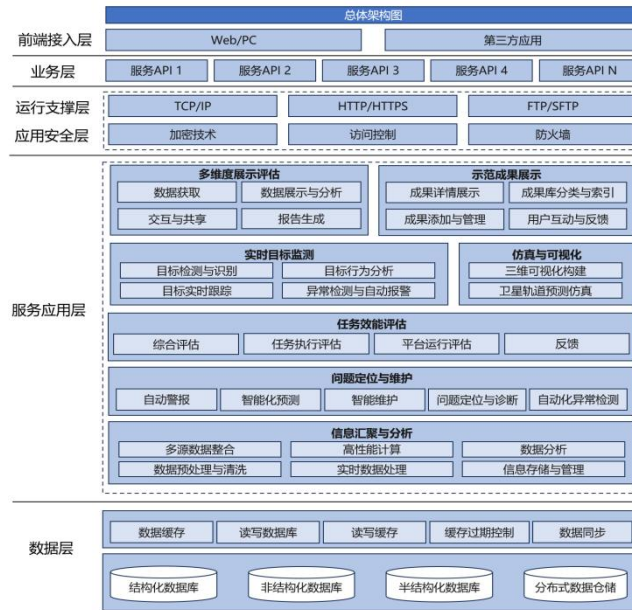 总体架构图
前端接入层 Web/PC 第三方应用
业务层 服务API 1 服务API 2 服务API 3 服务API 4 服务API N
运行支撑层 TCP/IP HTTP/HTTPS FTP/SFTP
应用安全层 加密技术 访问控制 防火墙
服务应用层
多维度展示评估
数据获取 数据展示与分析
交互与共享 报告生成
示范成果展示
成果详情展示 成果库分类与索引
成果添加与管理 用户互动与反馈
实时目标监测
目标检测与识别 目标行为分析
目标实时跟踪 异常检测与自动报警
仿真与可视化
三维可视化构建
卫星轨道预测仿真
任务效能评估
综合评估 任务执行评估 平台运行评估 反馈
问题定位与维护
自动警报 智能化预测 智能维护 问题定位与诊断 自动化异常检测
信息汇聚与分析
多源数据整合 高性能计算 数据分析
数据预处理与清洗 实时数据处理 信息存储与管理
数据层
数据缓存 读写数据库 读写缓存 缓存过期控制 数据同步
结构化数据库 非结构化数据库 半结构化数据库 分布式数据仓储